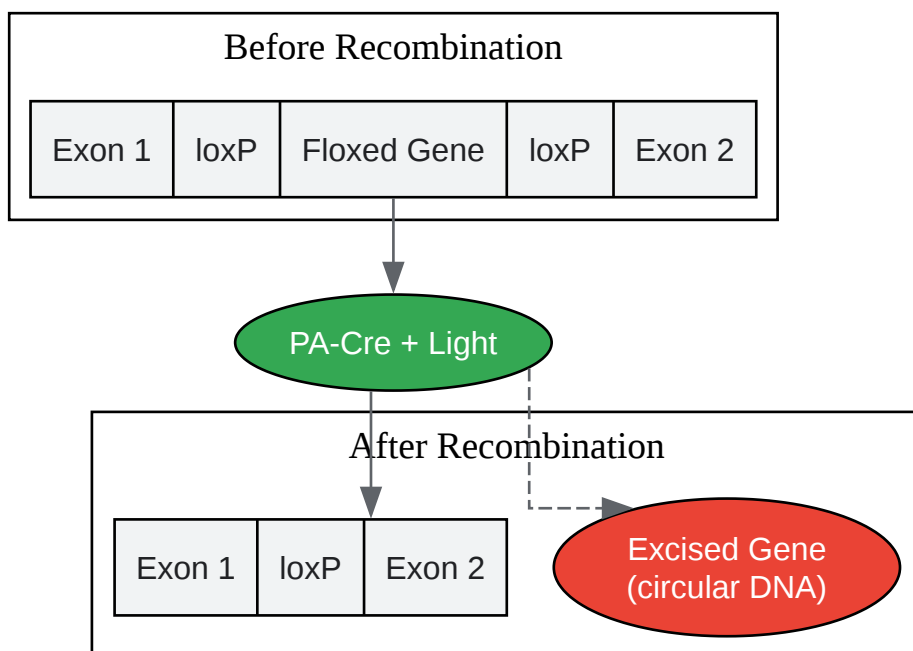 Before Recombination
Exon 1 loxP Floxed Gene loxP Exon 2
PA-Cre + Light
After Recombination
Exon 1 loxP Exon 2
Excised Gene
(circular DNA)